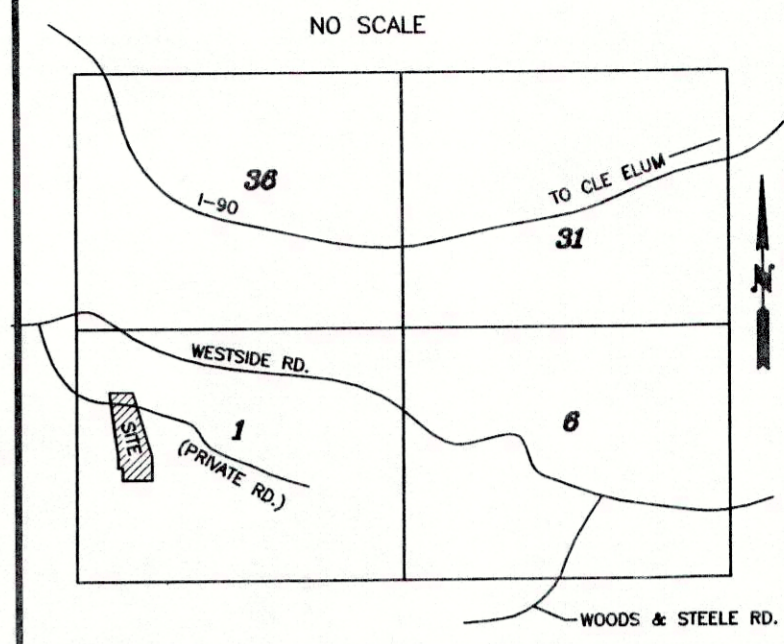 NO SCALE
36
I-90
TO CLE ELUM
31
N
WESTSIDE RD.
1
6
SITE
(PRIVATE RD.)
WOODS & STEELE RD.